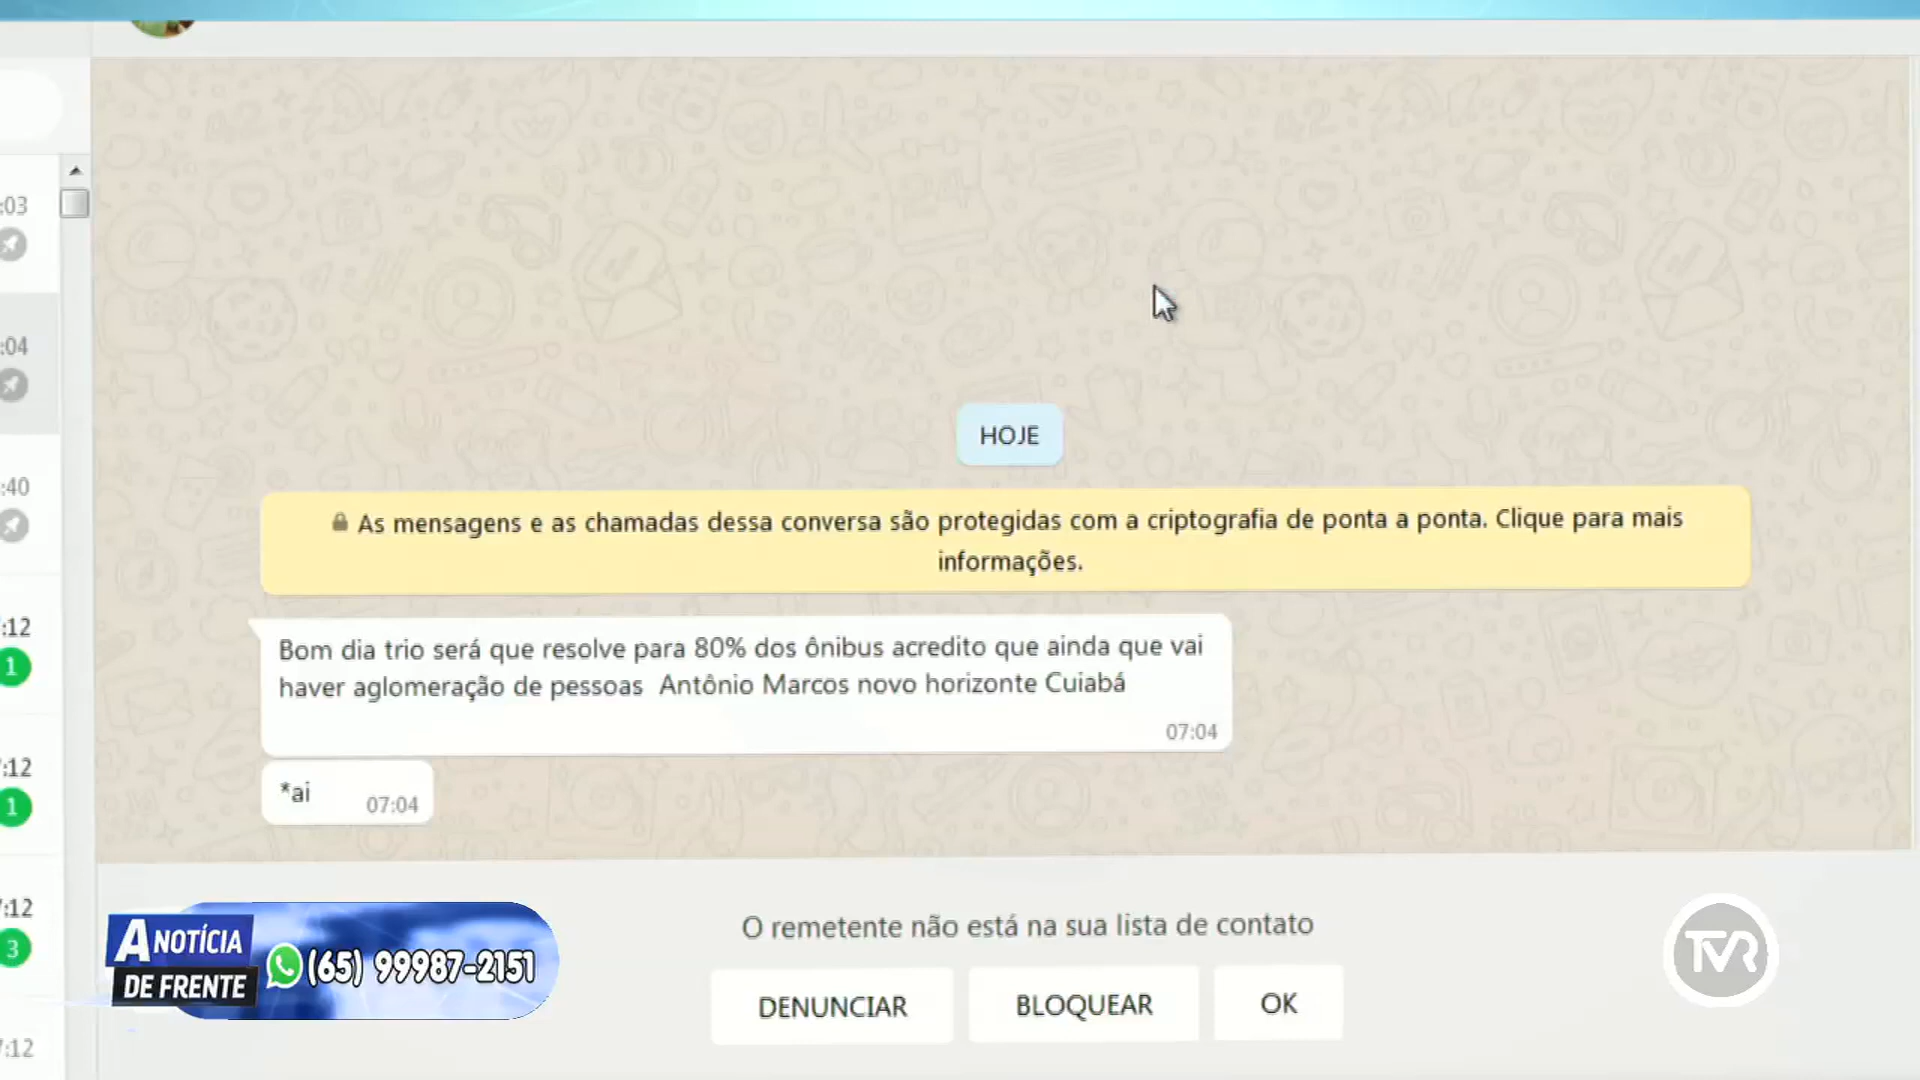 :03
:04
:40
:12
1
:12
1
:12
3
:12
HOJE
As mensagens e as chamadas dessa conversa são protegidas com a criptografia de ponta a ponta. Clique para mais
informações.
Bom dia trio será que resolve para 80% dos ônibus acredito que ainda que vai
haver aglomeração de pessoas  Antônio Marcos novo horizonte Cuiabá
07:04
*ai
07:04
O remetente não está na sua lista de contato
DENUNCIAR
BLOQUEAR
OK
A NOTÍCIA
DE FRENTE
(65) 99987-2151
TVR